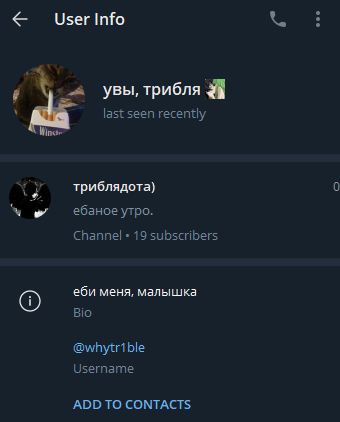 User Info
увы, трибля
last seen recently
триблядота)
0
ебаное утро.
Channel • 19 subscribers
еби меня, малышка
Bio
@whytr1ble
Username
ADD TO CONTACTS